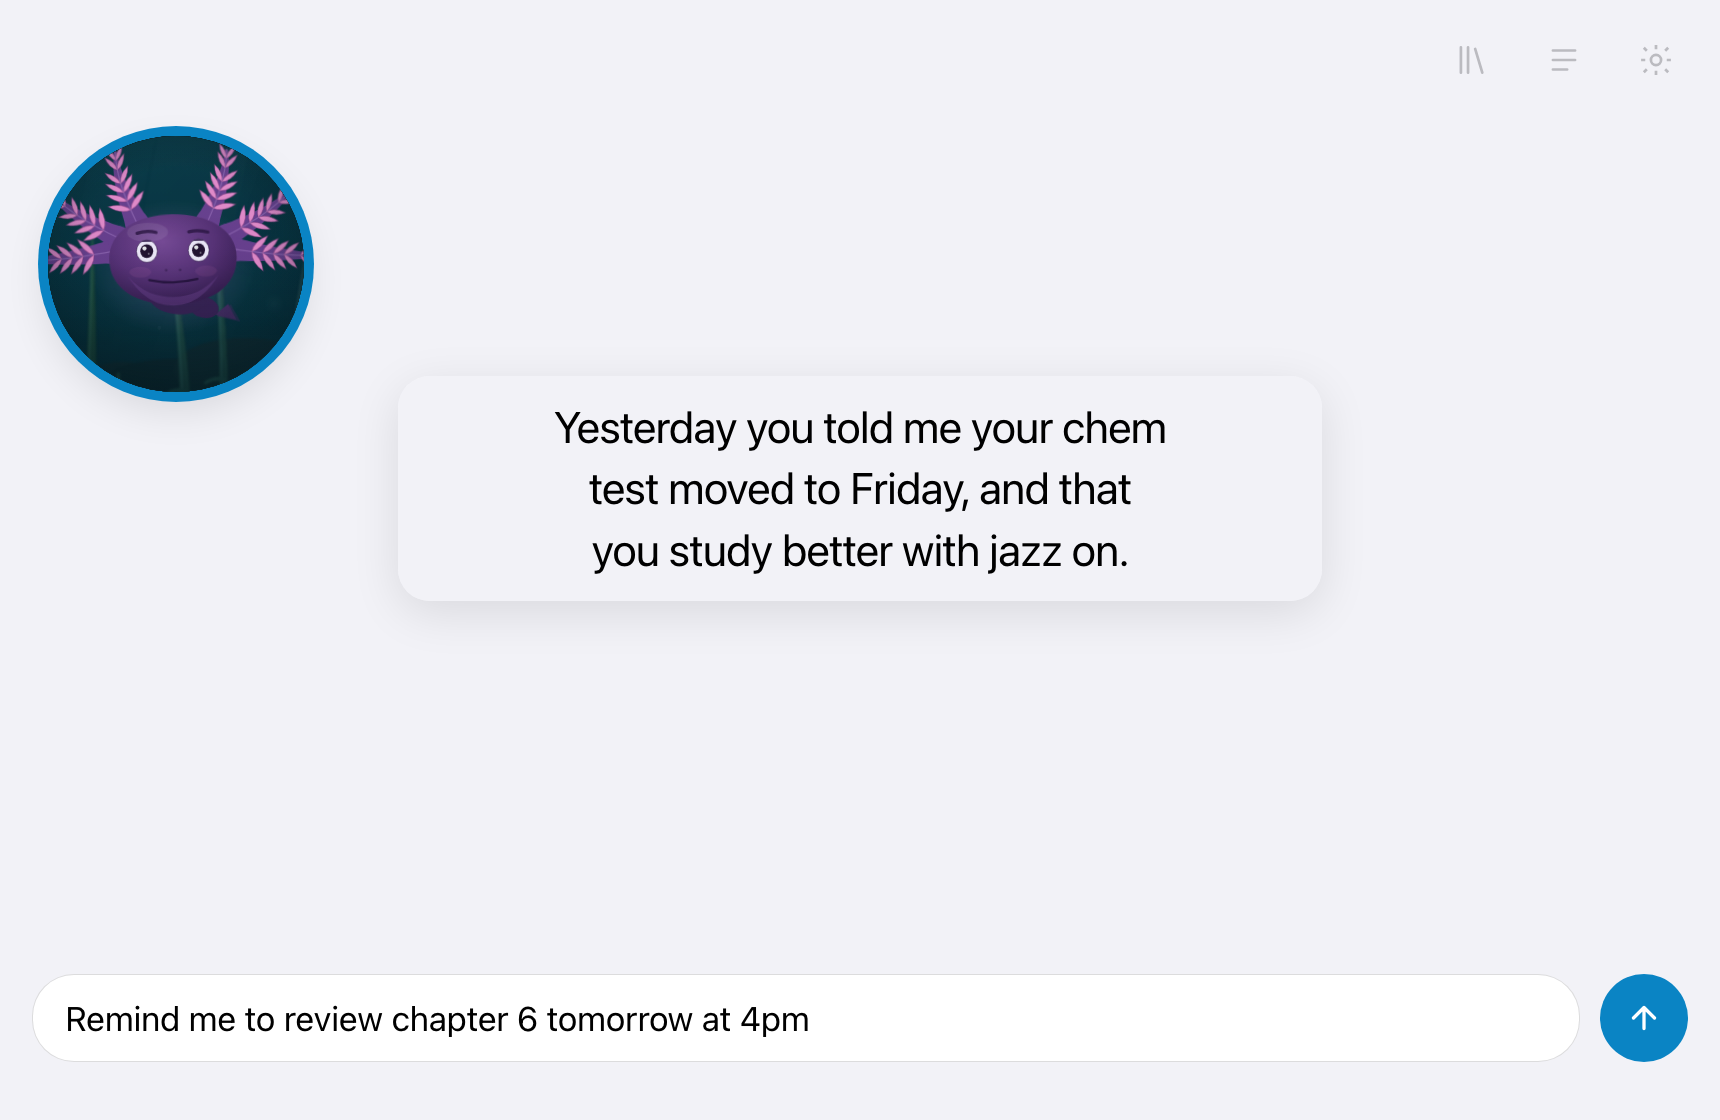 Yesterday you told me your chem
test moved to Friday, and that
you study better with jazz on.
Remind me to review chapter 6 tomorrow at 4pm